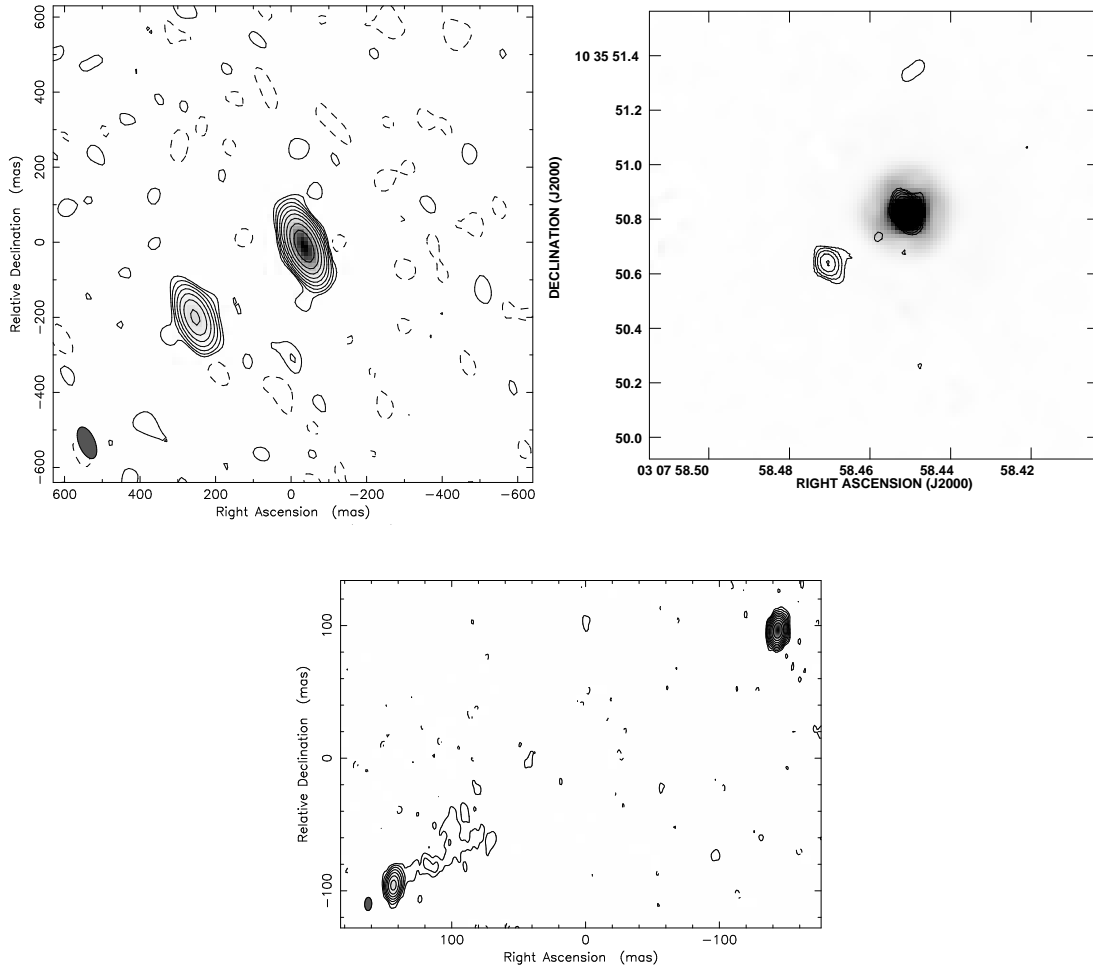 600
400
200
0
−200
−400
−600
Relative Declination (mas)
600 400 200 0 −200 −400 −600
Right Ascension (mas)
10 35 51.4
51.2
51.0
50.8
50.6
50.4
50.2
50.0
DECLINATION (J2000)
03 07 58.50 58.48 58.46 58.44 58.42
RIGHT ASCENSION (J2000)
100
0
−100
Relative Declination (mas)
100 0 −100
Right Ascension (mas)